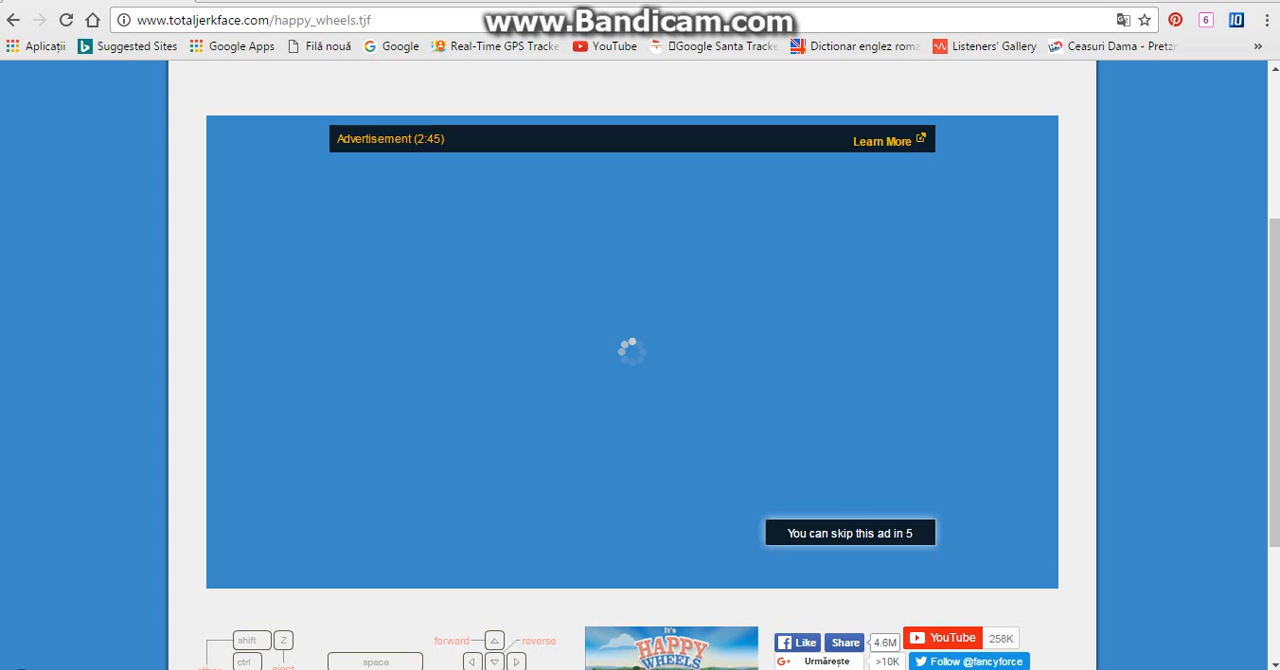 www.totaljerkface.com/happy_wheels.tjf
www.Bandicam.com
6
Aplicații
Suggested Sites
Google Apps
Filă nouă
Google
Real-Time GPS Tracke
YouTube
Google Santa Tracke
Dictionar englez roma
Listeners' Gallery
Ceasuri Dama - Pretz
»
Advertisement (2:45)
Learn More
You can skip this ad in 5
shift
Z
ctrl
eject
space
forward
reverse
IT'S
HAPPY
WHEELS
Like
Share
4.6M
YouTube
258K
G+
Urmărește
>10K
Follow @fancyforce